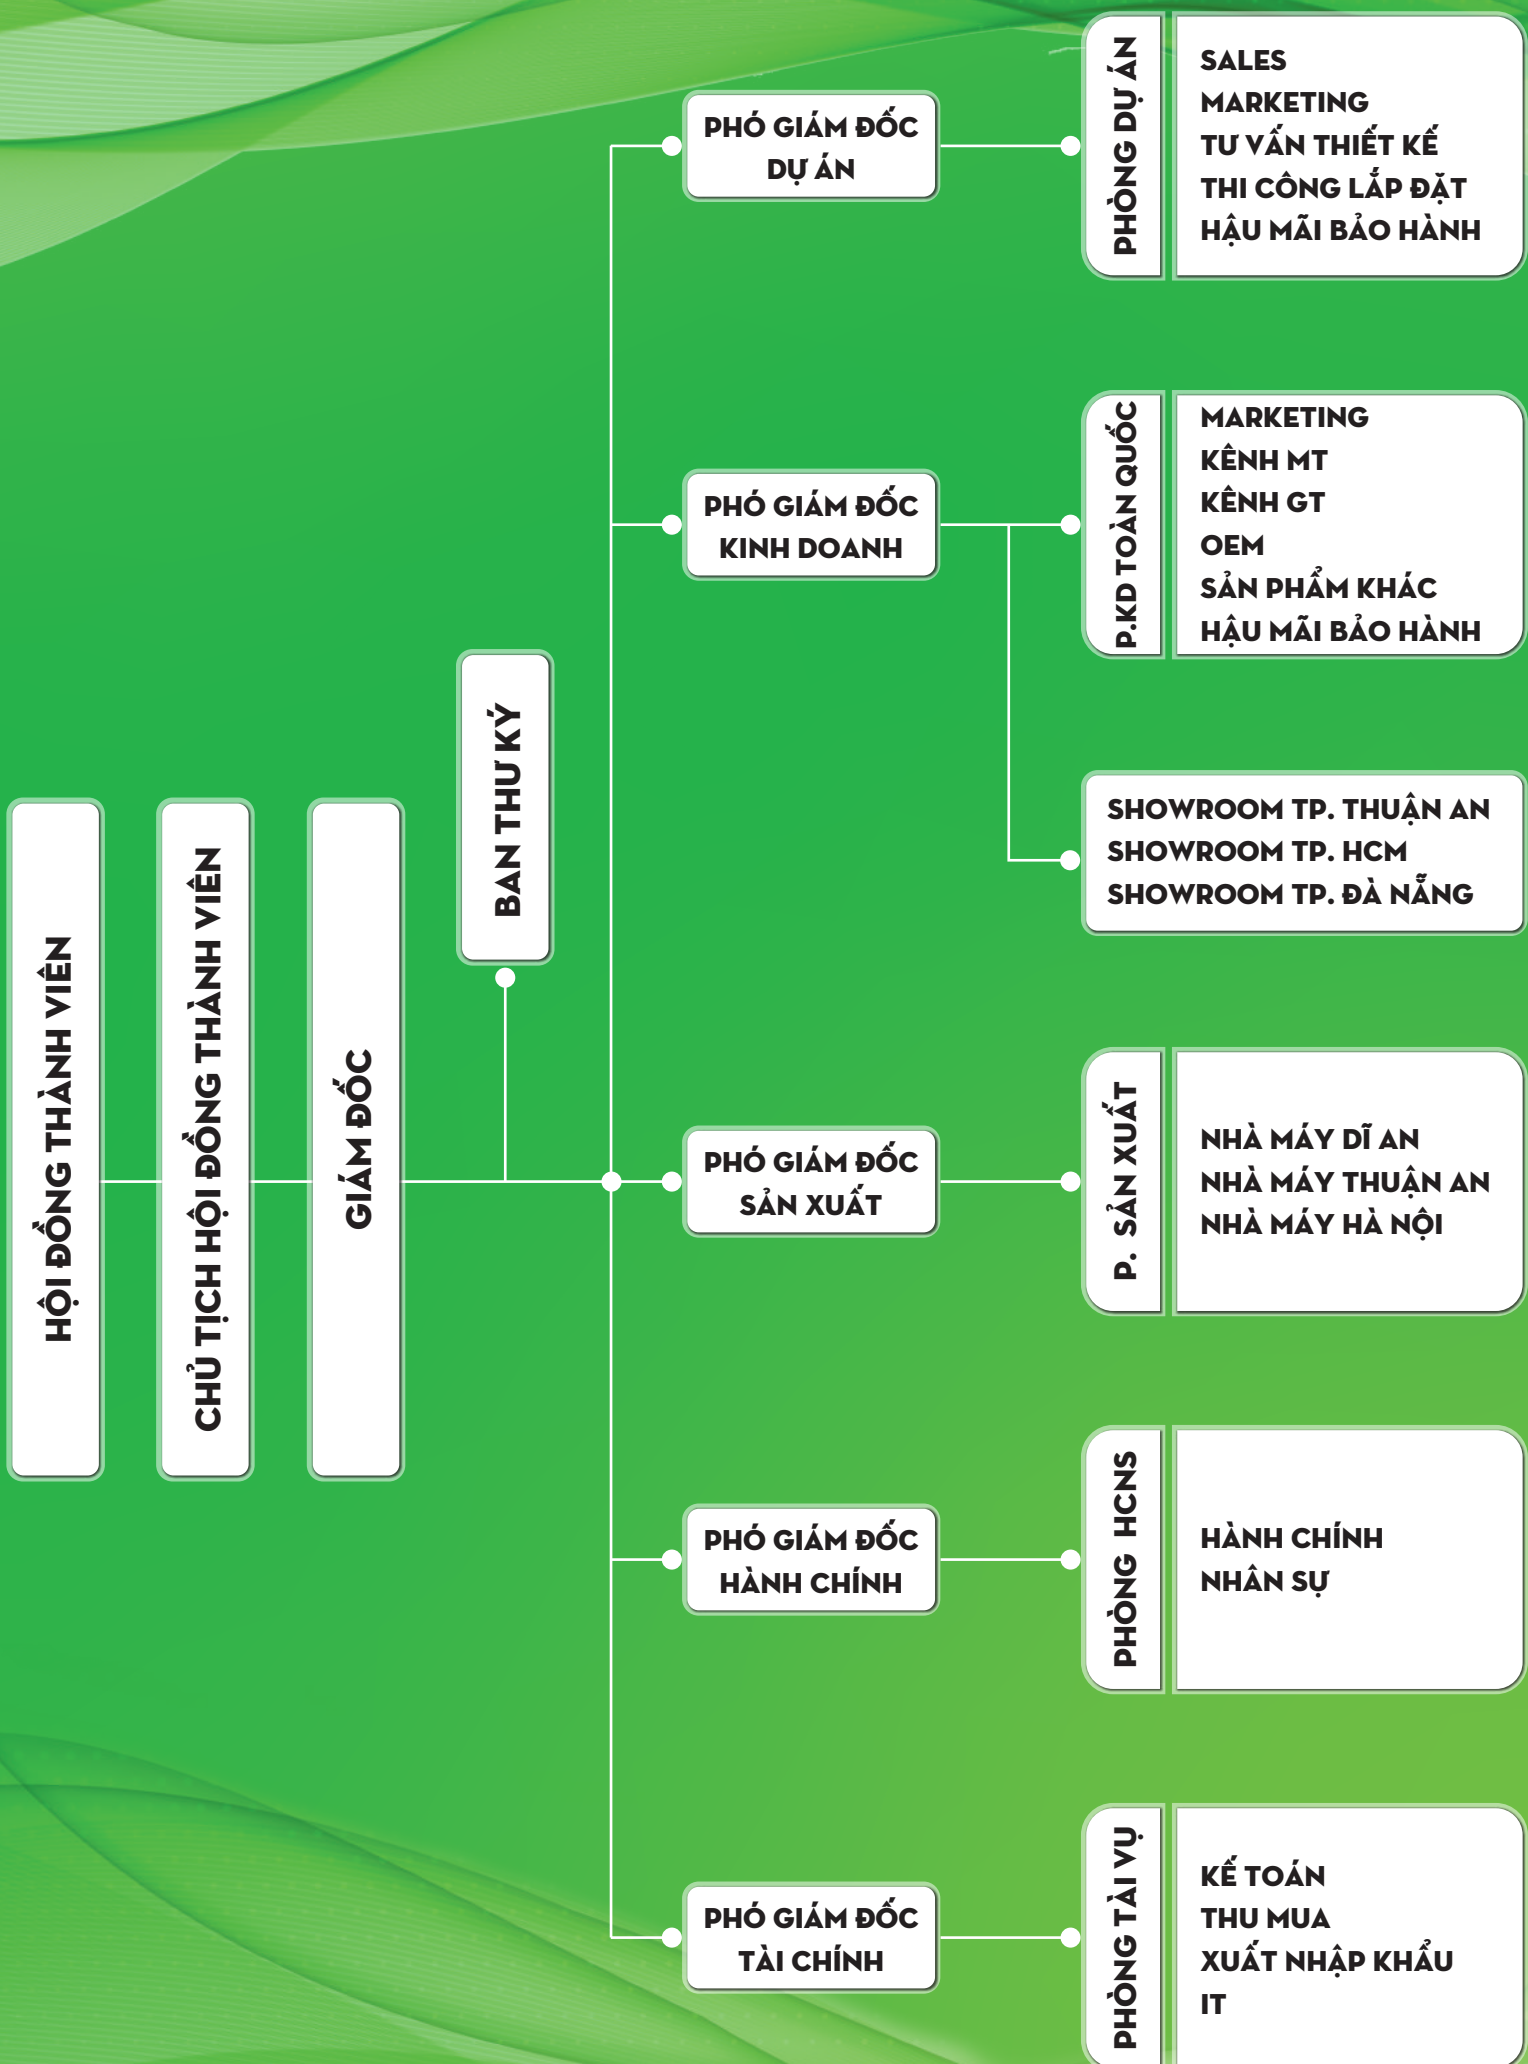 HỘI ĐỒNG THÀNH VIÊN
CHỦ TỊCH HỘI ĐỒNG THÀNH VIÊN
GIÁM ĐỐC
BAN THƯ KÝ
PHÓ GIÁM ĐỐC
DỰ ÁN
PHÒNG DỰ ÁN
SALES
MARKETING
TƯ VẤN THIẾT KẾ
THI CÔNG LẮP ĐẶT
HẬU MÃI BẢO HÀNH
PHÓ GIÁM ĐỐC
KINH DOANH
P.KD TOÀN QUỐC
MARKETING
KÊNH MT
KÊNH GT
OEM
SẢN PHẨM KHÁC
HẬU MÃI BẢO HÀNH
SHOWROOM TP. THUẬN AN
SHOWROOM TP. HCM
SHOWROOM TP. ĐÀ NẴNG
PHÓ GIÁM ĐỐC
SẢN XUẤT
P. SẢN XUẤT
NHÀ MÁY DĨ AN
NHÀ MÁY THUẬN AN
NHÀ MÁY HÀ NỘI
PHÓ GIÁM ĐỐC
HÀNH CHÍNH
PHÒNG HCNS
HÀNH CHÍNH
NHÂN SỰ
PHÓ GIÁM ĐỐC
TÀI CHÍNH
PHÒNG TÀI VỤ
KẾ TOÁN
THU MUA
XUẤT NHẬP KHẨU
IT